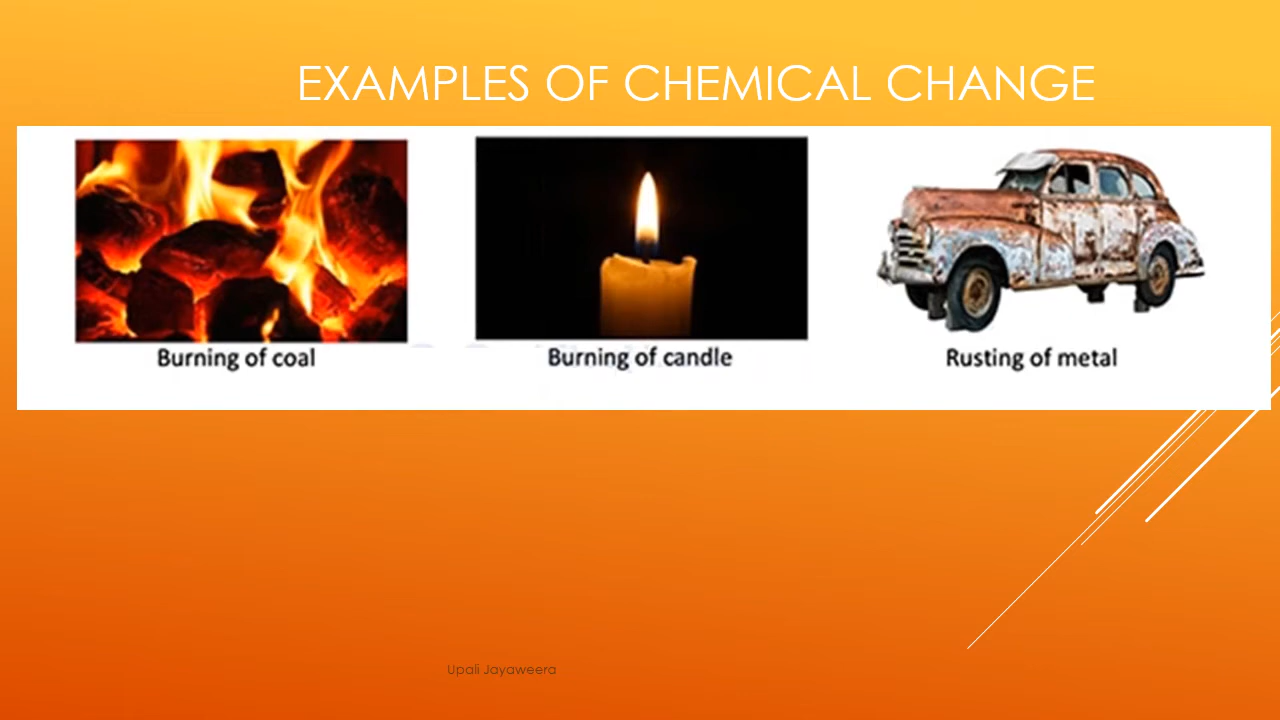 EXAMPLES OF CHEMICAL CHANGE
Burning of coal
Burning of candle
Rusting of metal
Upali Jayaweera